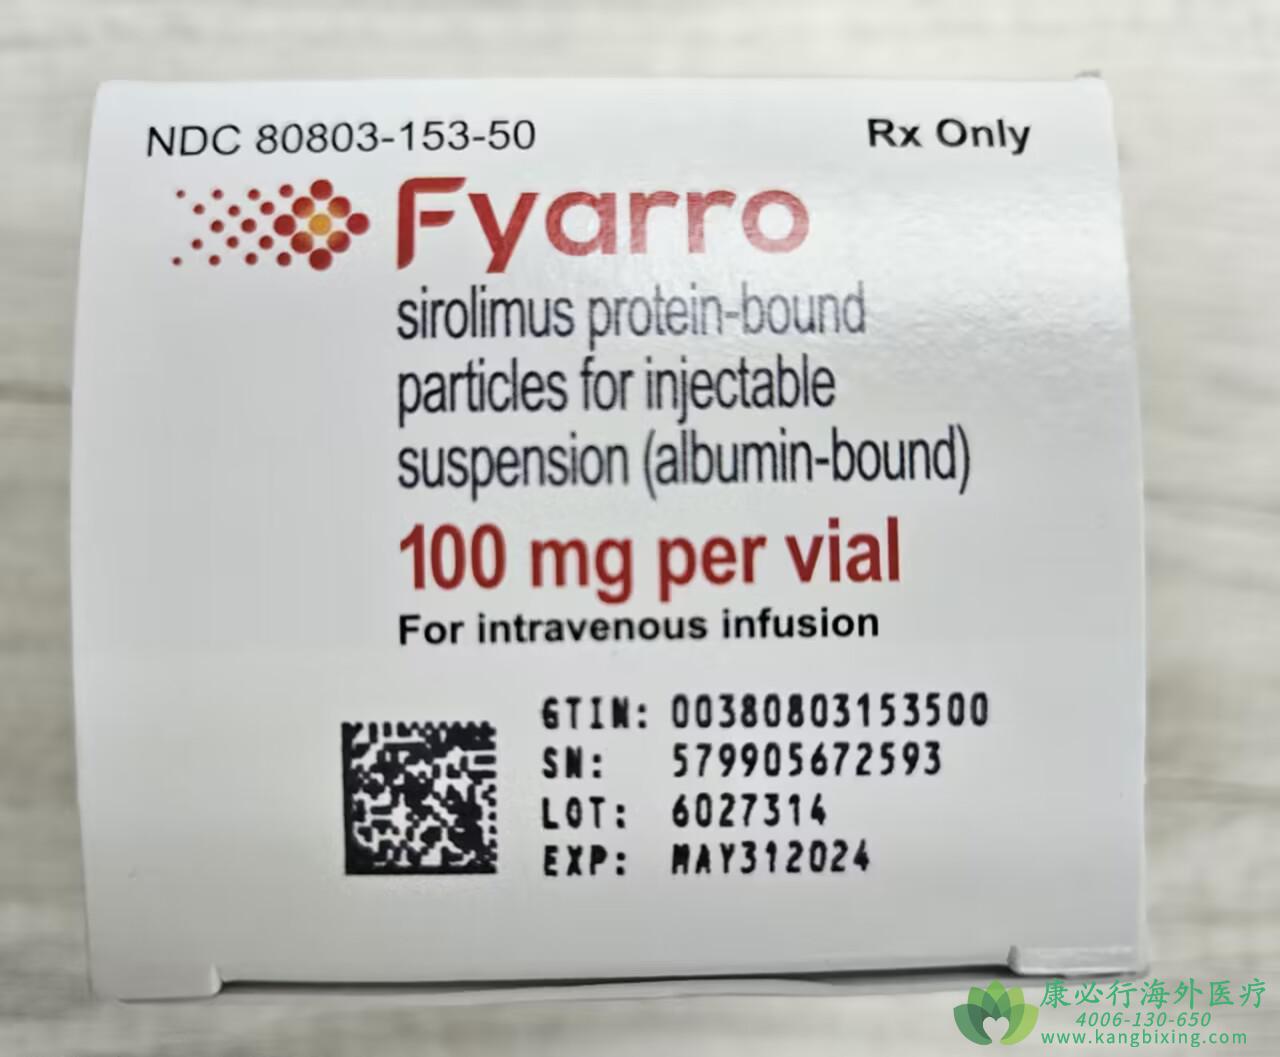 NDC 80803-153-50
Rx Only
Fyarro
sirolimus protein-bound
particles for injectable
suspension (albumin-bound)
100 mg per vial
For intravenous infusion
GTIN: 00380803153500
SN: 579905672593
LOT: 6027314
EXP: MAY312024
康必行海外医疗
4006-130-650
www.kangbixing.com